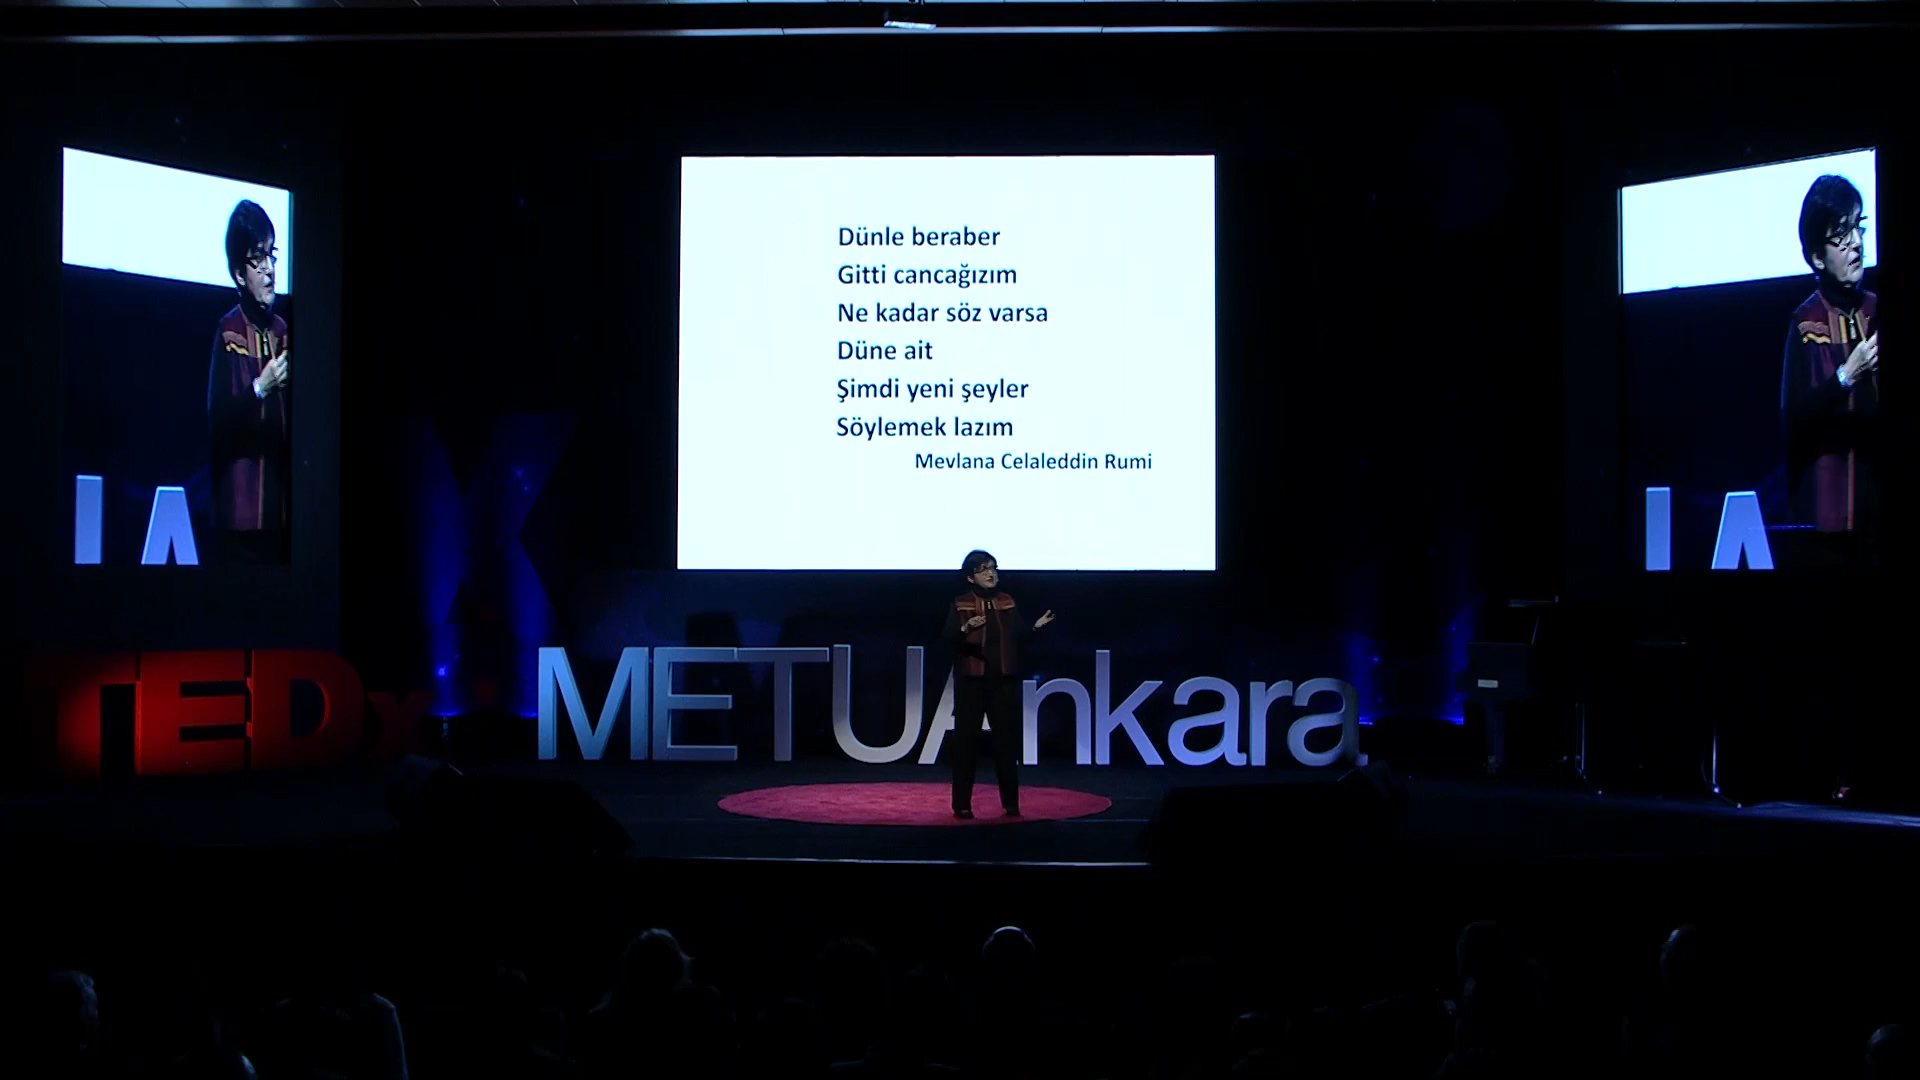 Dünle beraber
Gitti cancağızım
Ne kadar söz varsa
Düne ait
Şimdi yeni şeyler
Söylemek lazım
Mevlana Celaleddin Rumi
TEDx METUAnkara